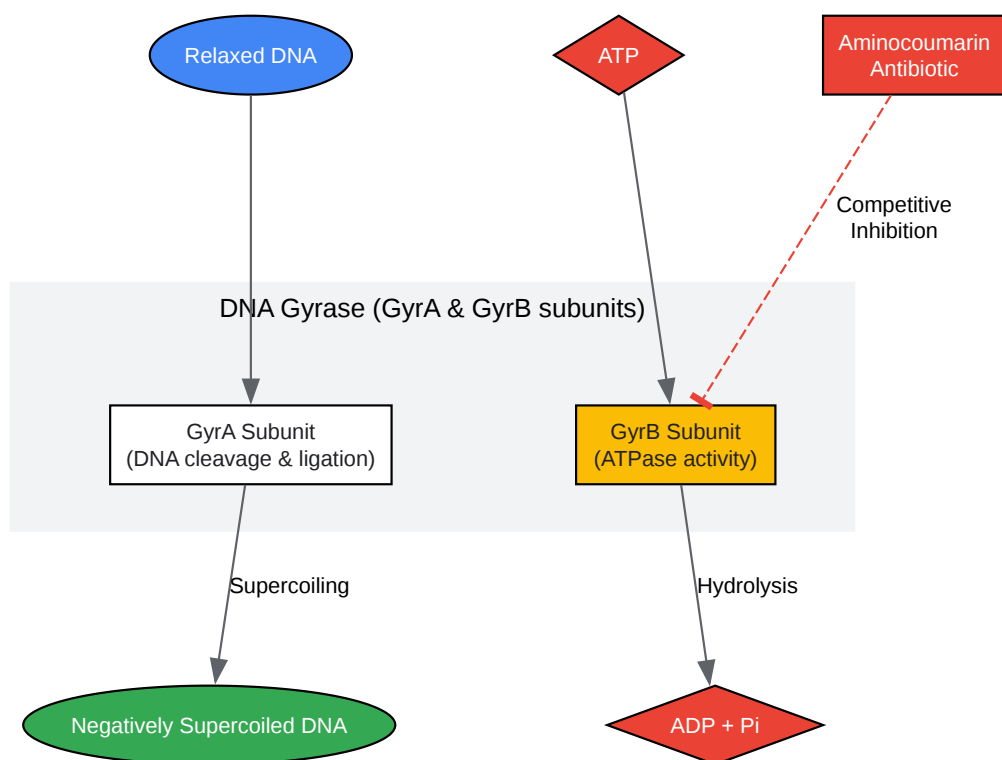 Relaxed DNA
ATP
Aminocoumarin
Antibiotic
Competitive
Inhibition
DNA Gyrase (GyrA & GyrB subunits)
GyrA Subunit
(DNA cleavage & ligation)
GyrB Subunit
(ATPase activity)
Supercoiling
Hydrolysis
Negatively Supercoiled DNA
ADP + Pi